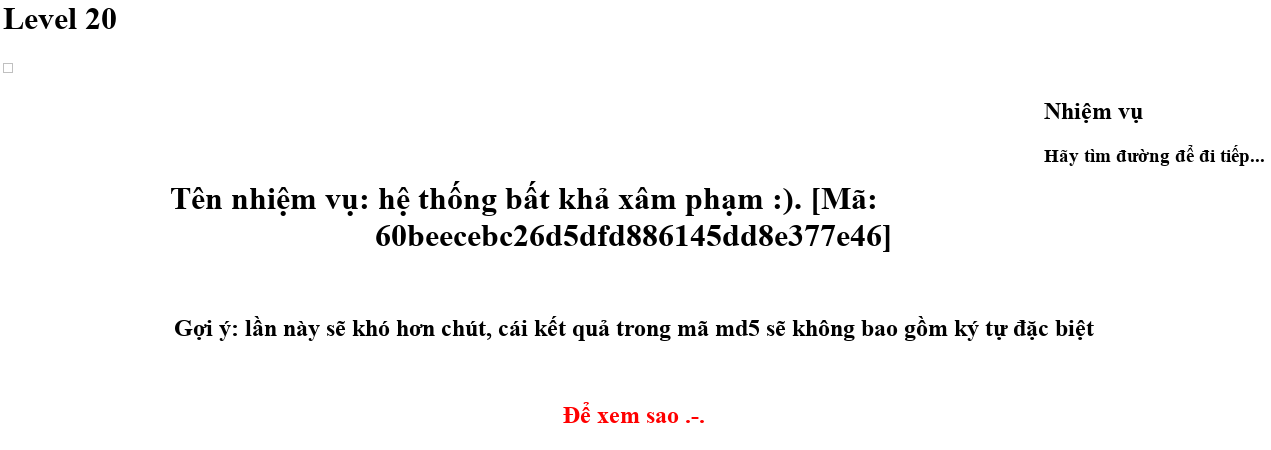 Level 20
Nhiệm vụ
Hãy tìm đường để đi tiếp...
Tên nhiệm vụ: hệ thống bất khả xâm phạm :). [Mã:
60beecebc26d5dfd886145dd8e377e46]
Gợi ý: lần này sẽ khó hơn chút, cái kết quả trong mã md5 sẽ không bao gồm ký tự đặc biệt
Để xem sao .-.